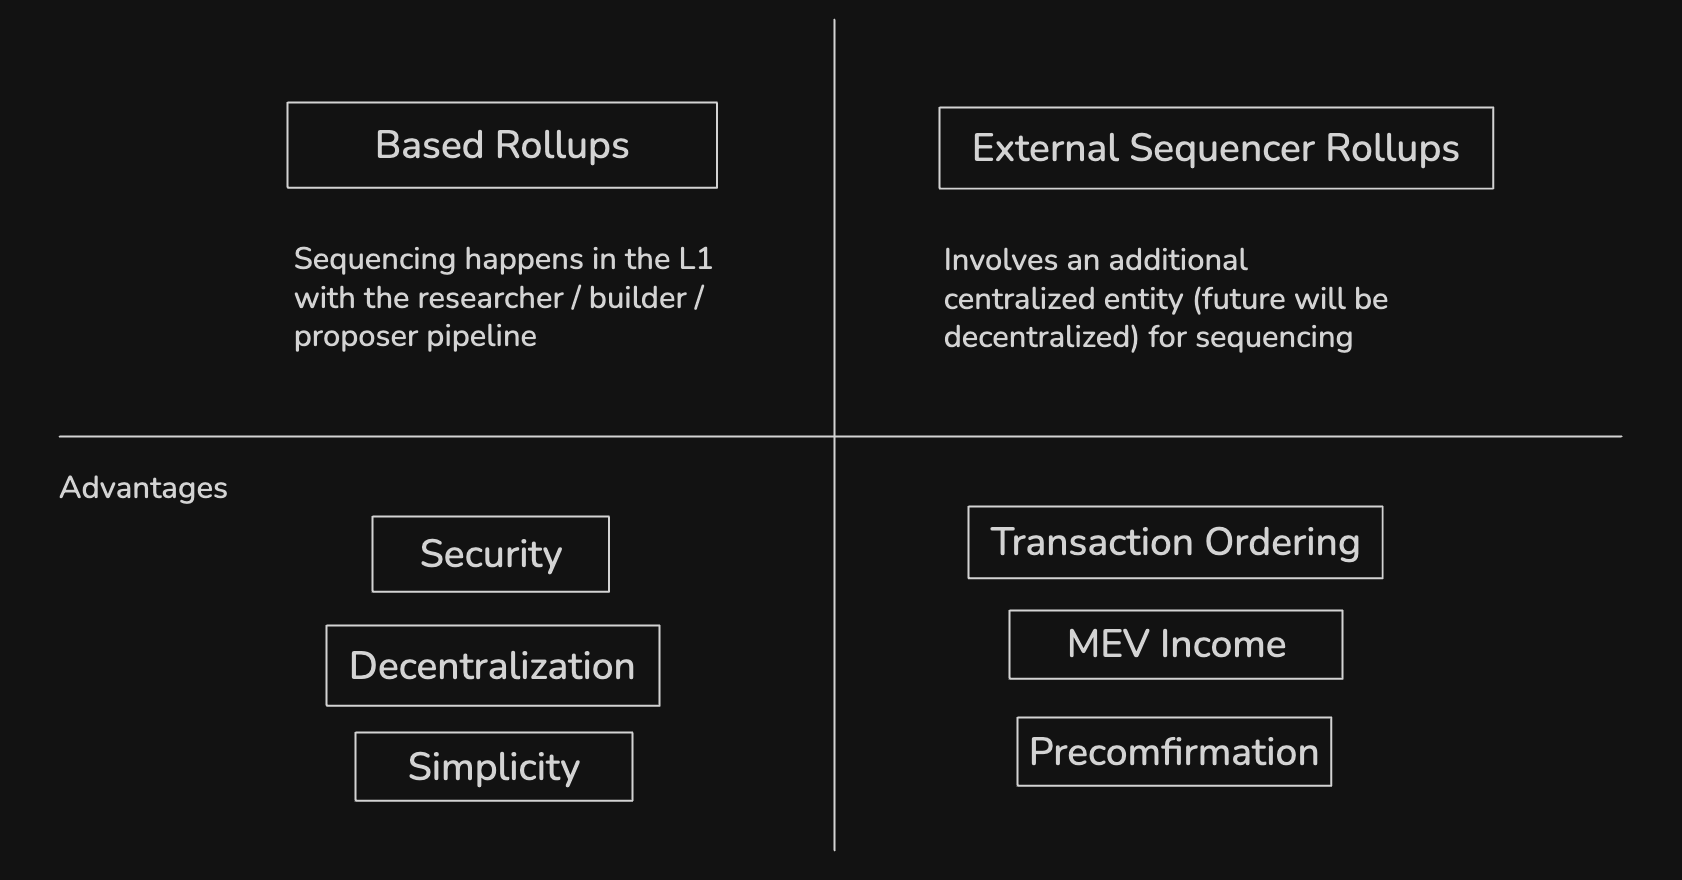 Based Rollups
External Sequencer Rollups
Sequencing happens in the L1
with the researcher / builder /
proposer pipeline
Involves an additional
centralized entity (future will be
decentralized) for sequencing
Advantages
Security
Decentralization
Simplicity
Transaction Ordering
MEV Income
Precomfirmation